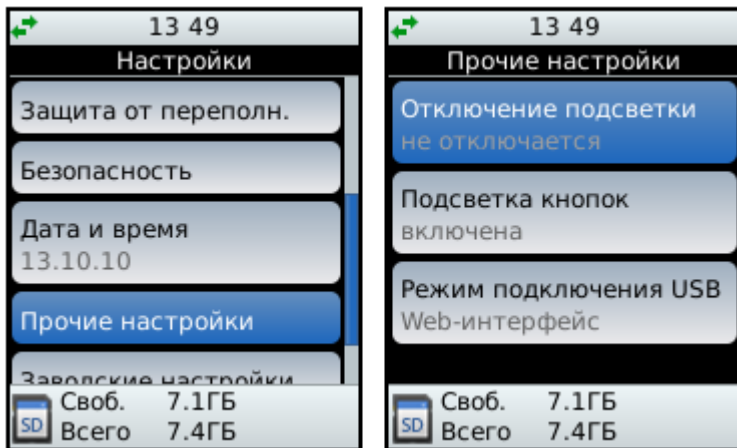 13 49
Настройки
Защита от переполн.
Безопасность
Дата и время
13.10.10
Прочие настройки
Заводские настройки
SD
Своб. 7.1ГБ
Всего 7.4ГБ
13 49
Прочие настройки
Отключение подсветки
не отключается
Подсветка кнопок
включена
Режим подключения USB
Web-интерфейс
SD
Своб. 7.1ГБ
Всего 7.4ГБ